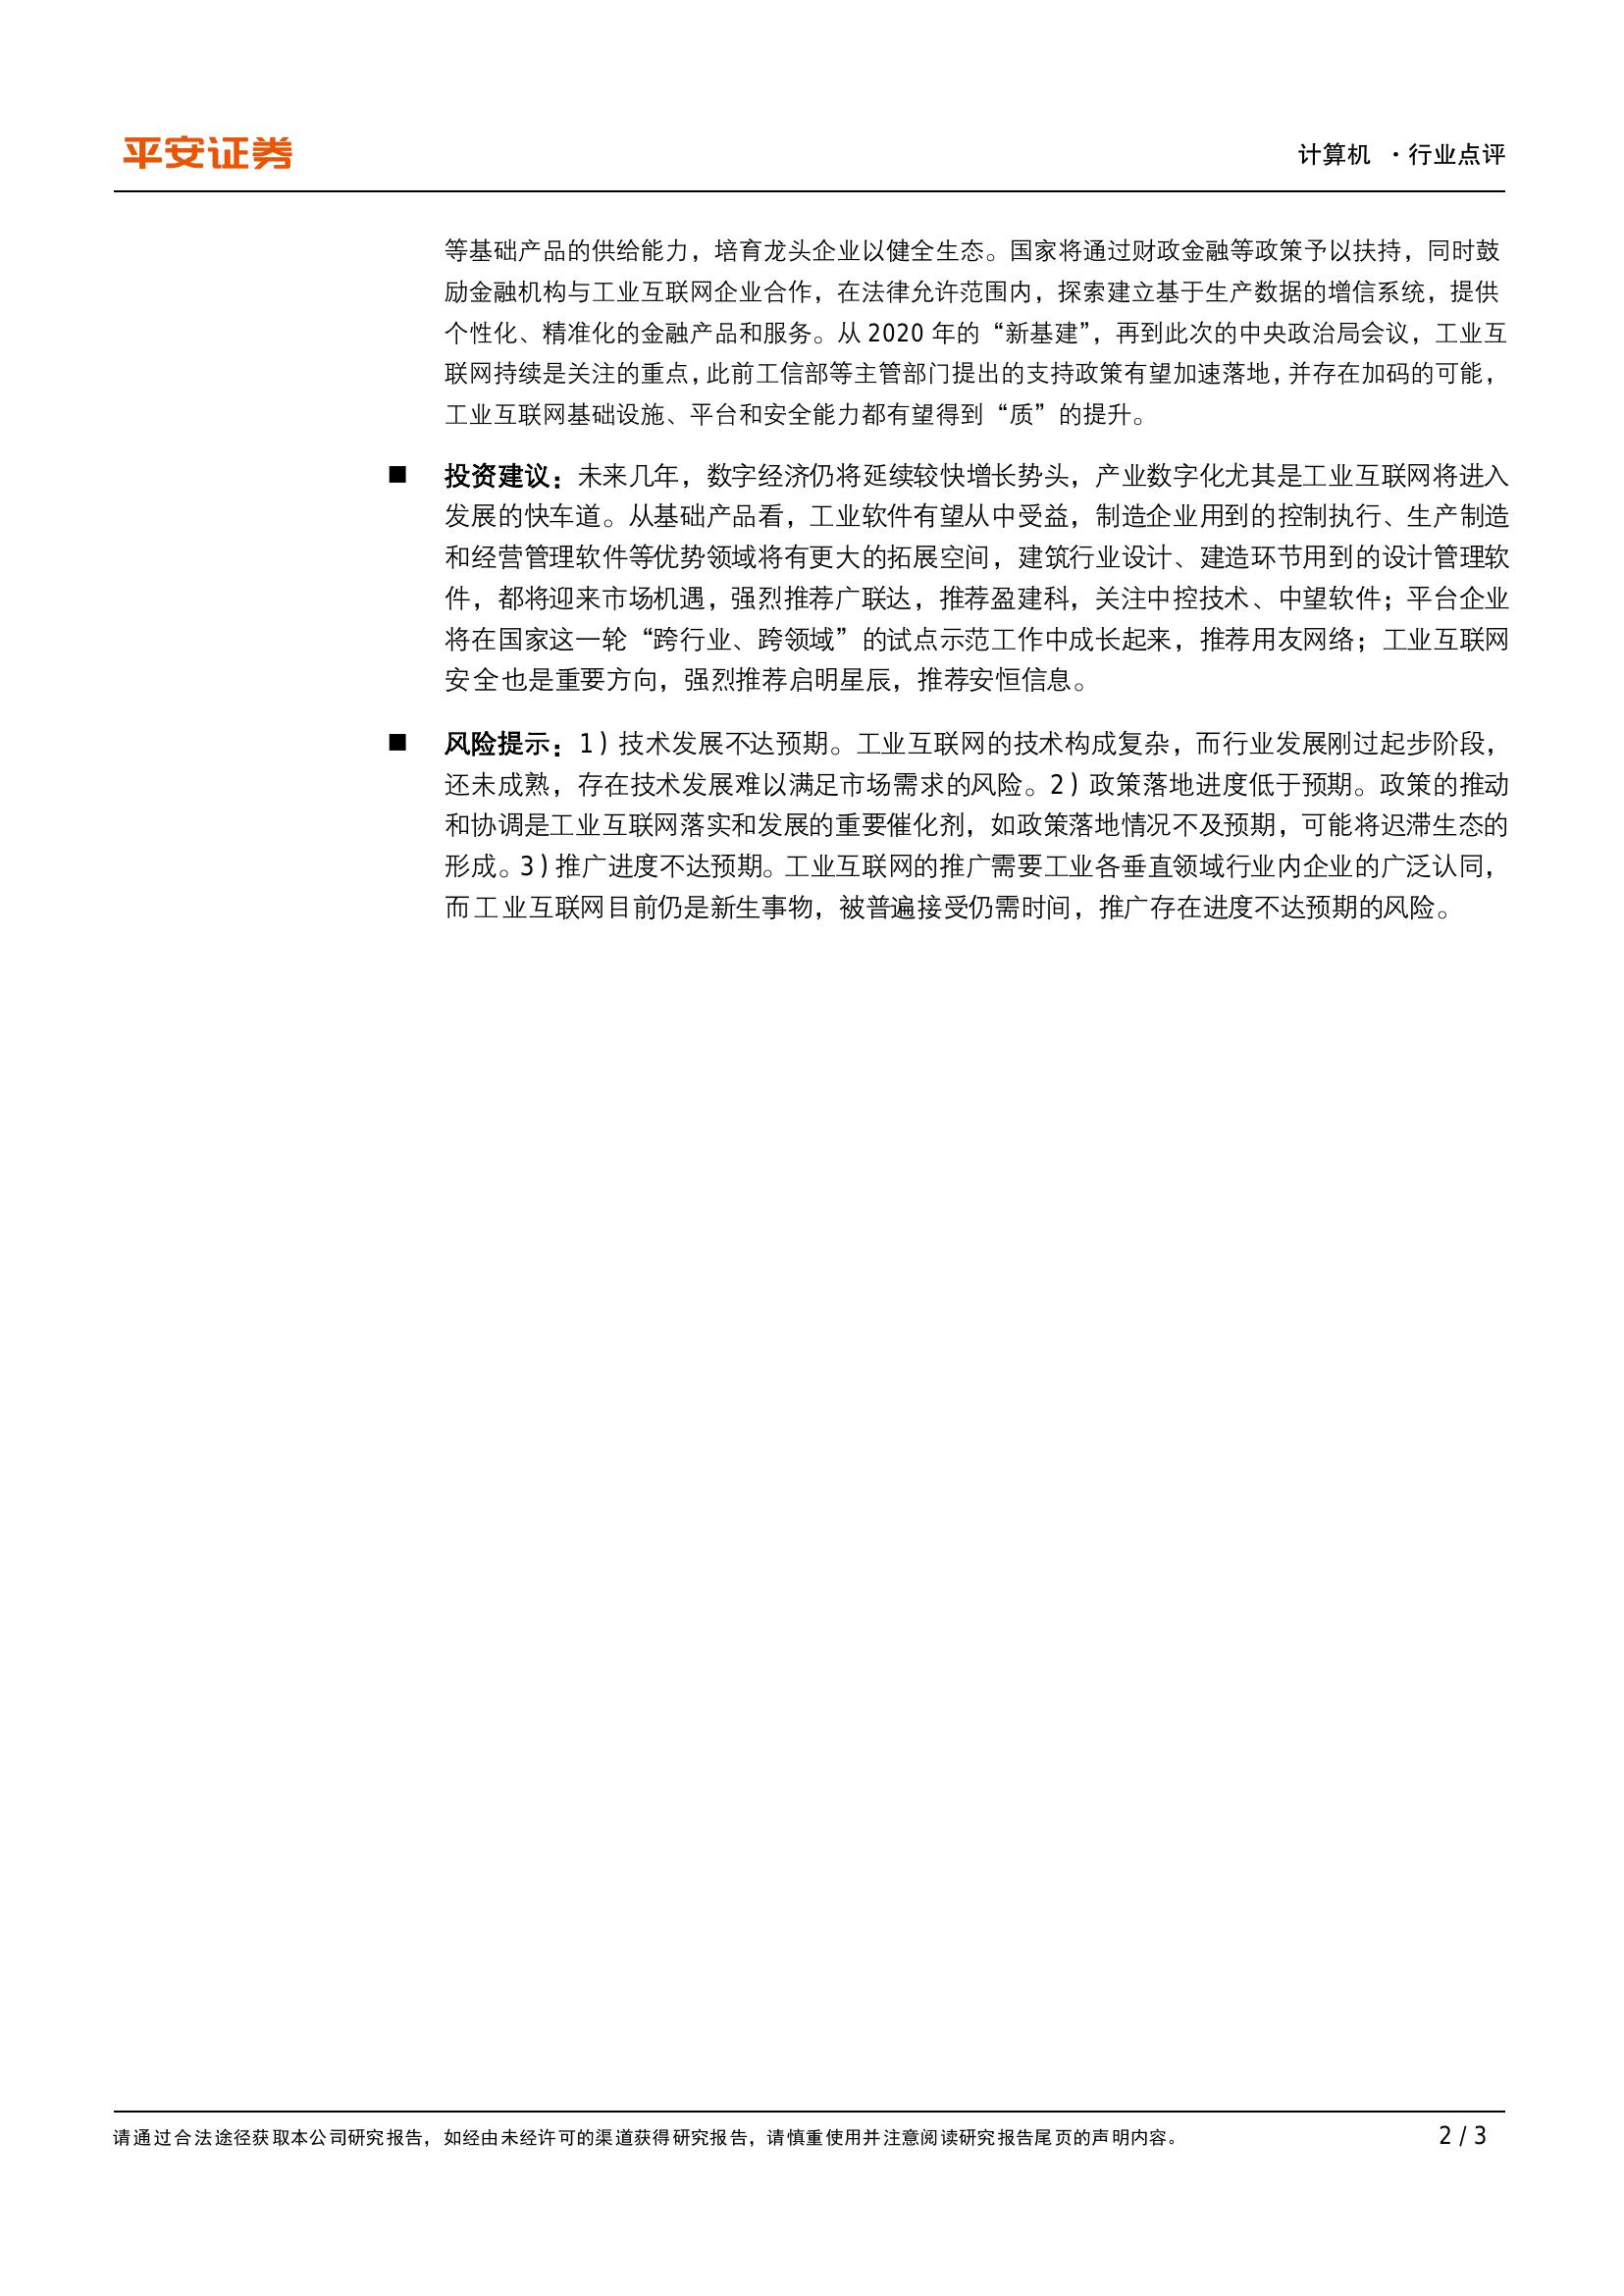 平安证券
计算机 ·行业点评
等基础产品的供给能力，培育龙头企业以健全生态。国家将通过财政金融等政策予以扶持，同时鼓
励金融机构与工业互联网企业合作，在法律允许范围内，探索建立基于生产数据的增信系统，提供
个性化、精准化的金融产品和服务。从 2020 年的“新基建”，再到此次的中央政治局会议，工业互
联网持续是关注的重点，此前工信部等主管部门提出的支持政策有望加速落地，并存在加码的可能，
工业互联网基础设施、平台和安全能力都有望得到“质”的提升。
■ 投资建议：未来几年，数字经济仍将延续较快增长势头，产业数字化尤其是工业互联网将进入
发展的快车道。从基础产品看，工业软件有望从中受益，制造企业用到的控制执行、生产制造
和经营管理软件等优势领域将有更大的拓展空间，建筑行业设计、建造环节用到的设计管理软
件，都将迎来市场机遇，强烈推荐广联达，推荐盈建科，关注中控技术、中望软件；平台企业
将在国家这一轮“跨行业、跨领域”的试点示范工作中成长起来，推荐用友网络；工业互联网
安全也是重要方向，强烈推荐启明星辰，推荐安恒信息。
■ 风险提示：1）技术发展不达预期。工业互联网的技术构成复杂，而行业发展刚过起步阶段，
还未成熟，存在技术发展难以满足市场需求的风险。2）政策落地进度低于预期。政策的推动
和协调是工业互联网落实和发展的重要催化剂，如政策落地情况不及预期，可能将迟滞生态的
形成。3）推广进度不达预期。工业互联网的推广需要工业各垂直领域行业内企业的广泛认同，
而工业互联网目前仍是新生事物，被普遍接受仍需时间，推广存在进度不达预期的风险。
请通过合法途径获取本公司研究报告，如经由未经许可的渠道获得研究报告，请慎重使用并注意阅读研究报告尾页的声明内容。
2 / 3